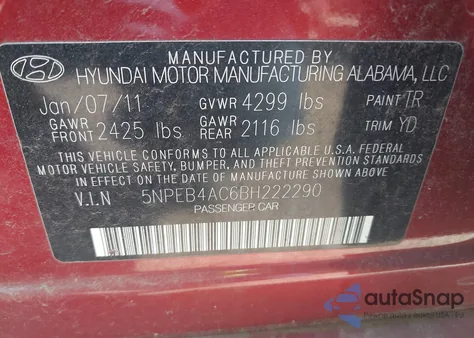 MANUFACTURED BY
HYUNDAI MOTOR MANUFACTURING ALABAMA, LLC
Jan/07/11 GVWR 4299 lbs PAINT TR
GAWR FRONT 2425 lbs GAWR REAR 2116 lbs TRIM YD
THIS VEHICLE CONFORMS TO ALL APPLICABLE U.S.A. FEDERAL
MOTOR VEHICLE SAFETY, BUMPER, AND THEFT PREVENTION STANDARDS
IN EFFECT ON THE DATE OF MANUFACTURE SHOWN ABOVE.
V.I.N 5NPEB4AC6BH222290
PASSENGER CAR
autoSnap